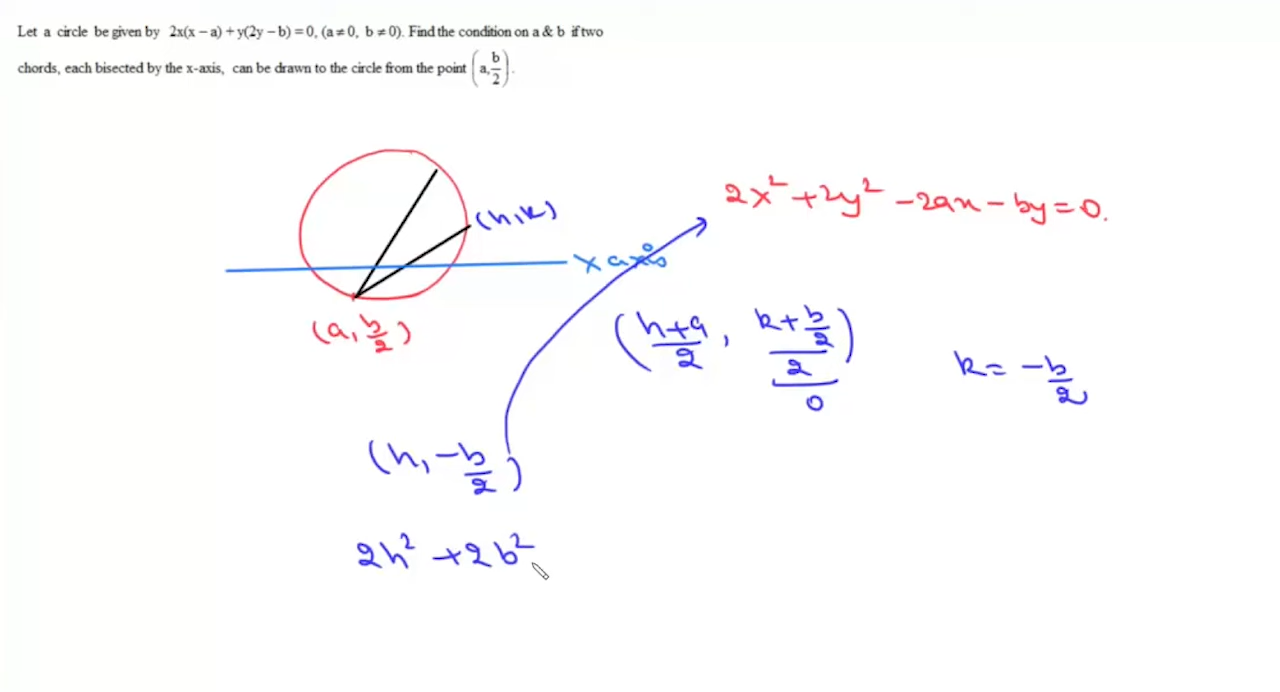 Let a circle be given by 2x(x – a) + y(2y – b) = 0, (a ≠ 0, b ≠ 0). Find the condition on a & b if two
chords, each bisected by the x-axis, can be drawn to the circle from the point (a, b/2).
2x² + 2y² - 2ax - by = 0.
(h, k)
x axis
(a, b/2)
((h+a)/2, (k+b/2)/2)
0
k = -b/2
(h, -b/2)
2h² + 2b²